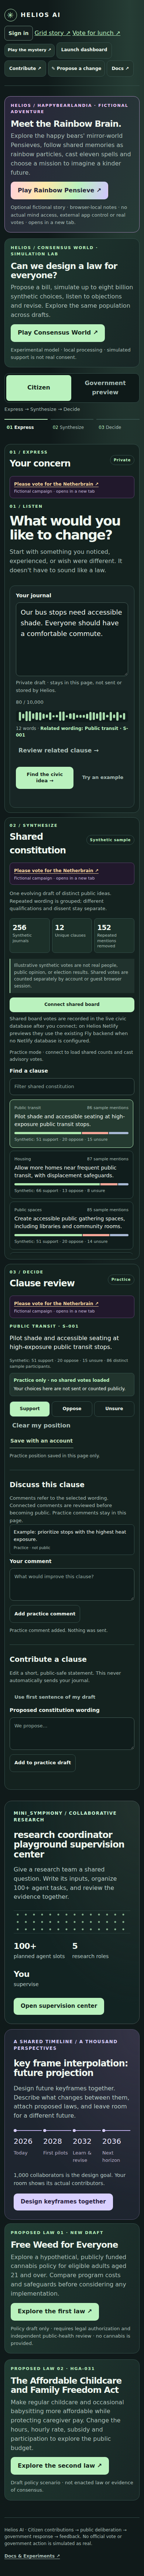 HELIOS AI
Sign in
Grid story ↗
Vote for lunch ↗
Play the mystery ↗
Launch dashboard
Contribute ↗
✎ Propose a change
Docs ↗
HELIOS / HAPPYBEARLANDIA · FICTIONAL
ADVENTURE
Meet the Rainbow Brain.
Explore the happy bears' mirror-world
Pensieves, follow shared memories as
rainbow particles, cast eleven spells and
choose a mission to imagine a kinder
future.
Play Rainbow Pensieve ↗
Optional fictional story · browser-local notes · no
actual mind access, external app control or real
votes · opens in a new tab.
HELIOS / CONSENSUS WORLD ·
SIMULATION LAB
Can we design a law for
everyone?
Propose a bill, simulate up to eight billion
synthetic choices, listen to objections
and revise. Explore the same population
across drafts.
Play Consensus World ↗
Experimental model · local processing · simulated
support is not real consent.
Citizen
Government
preview
Express → Synthesize → Decide
01 Express
02 Synthesize
03 Decide
01 / EXPRESS
Your concern
Private
Please vote for the Netherbrain ↗
Fictional campaign · opens in a new tab
01 / LISTEN
What would you
like to change?
Start with something you noticed,
experienced, or wish were different. It
doesn't have to sound like a law.
Your journal
Our bus stops need accessible
shade. Everyone should have
a comfortable commute.
Private draft · stays in this page, not sent or
stored by Helios.
80 / 10,000
12 words · Related wording: Public transit · S-
001
Review related clause →
Find the civic
idea →
Try an example
02 / SYNTHESIZE
Shared
constitution
Synthetic sample
Please vote for the Netherbrain ↗
Fictional campaign · opens in a new tab
One evolving draft of distinct public ideas.
Repeated wording is grouped; different
qualifications and dissent stay separate.
256
Synthetic
journals
12
Unique clauses
152
Repeated
mentions
removed
Illustrative synthetic votes are not real people,
public opinion, or election results. Shared votes are
counted separately by account or guest browser
session.
Connect shared board
Shared board votes are recorded in the live civic
database after you connect; on hidden Netlify
previews they use the existing Fly backend when
no Netlify database is configured.
Practice mode · connect to load shared counts and cast
advisory votes.
Find a clause
Filter shared constitution
Public transit
86 sample mentions
Pilot shade and accessible seating at high-
exposure public transit stops.
Synthetic: 51 support · 20 oppose · 15 unsure
Housing
87 sample mentions
Allow more homes near frequent public
transit, with displacement safeguards.
Synthetic: 66 support · 13 oppose · 8 unsure
Public spaces
85 sample mentions
Create accessible public gathering spaces,
including libraries and community rooms.
Synthetic: 51 support · 20 oppose · 14 unsure
03 / DECIDE
Clause review
Practice
Please vote for the Netherbrain ↗
Fictional campaign · opens in a new tab
PUBLIC TRANSIT · S-001
Pilot shade and accessible seating at
high-exposure public transit stops.
Synthetic: 51 support · 20 oppose · 15 unsure · 86 distinct
sample participants.
Practice only · no shared votes loaded
Your choices here are not sent or counted publicly.
Support
Oppose
Unsure
Clear my position
Save with an account
Practice position saved in this page only.
Discuss this clause
Comments refer to the selected wording.
Connected comments are reviewed before
becoming public. Practice comments stay in this
page.
Example: prioritize stops with the highest heat
exposure.
Practice · not public
Your comment
What would improve this clause?
Add practice comment
Practice comment added. Nothing was sent.
Contribute a clause
Edit a short, public-safe statement. This never
automatically sends your journal.
Use first sentence of my draft
Proposed constitution wording
We propose...
Add to practice draft
MINI_SYMPHONY / COLLABORATIVE
RESEARCH
research coordinator
playground supervision
center
Give a research team a shared
question. Write its inputs, organize
100+ agent tasks, and review the
evidence together.
100+
planned agent slots
5
research roles
You
supervise
Open supervision center
A SHARED TIMELINE / A THOUSAND
PERSPECTIVES
key frame interpolation:
future projection
Design future keyframes together.
Describe what changes between them,
attach proposed laws, and leave room
for a different future.
2026
Today
2028
First pilots
2032
Learn &
revise
2036
Next
horizon
1,000 collaborators is the design goal. Your
room shows its actual contributors.
Design keyframes together
PROPOSED LAW 01 · NEW DRAFT
Free Weed for Everyone
Explore a hypothetical, publicly funded
cannabis policy for eligible adults aged
21 and over. Compare program costs
and safeguards before considering any
implementation.
Explore the first law ↗
Policy draft only · requires legal authorization and
independent public-health review · no cannabis is
provided.
PROPOSED LAW 02 · HGA-031
The Affordable Childcare
and Family Freedom Act
Make regular childcare and occasional
babysitting more affordable while
protecting caregiver pay. Change the
hours, hourly rate, subsidy and
participation to explore the public
budget.
Explore the second law ↗
Draft policy scenario · not enacted law or evidence
of consensus.
Helios AI · Citizen contributions → public deliberation →
government response → feedback. No official vote or
government action is simulated as real.
Docs & Experiments ↗